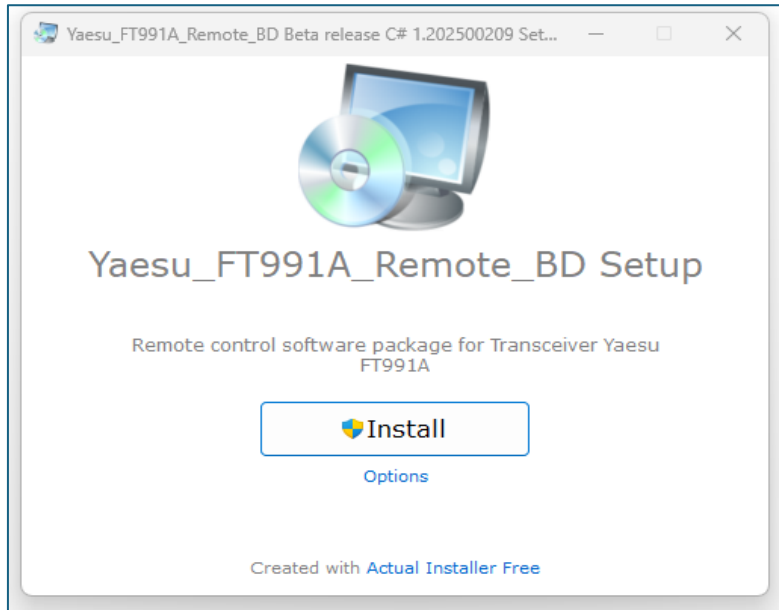 Yaesu_FT991A_Remote_BD Beta release C# 1.202500209 Set...
Yaesu_FT991A_Remote_BD Setup
Remote control software package for Transceiver Yaesu
FT991A
Install
Options
Created with Actual Installer Free